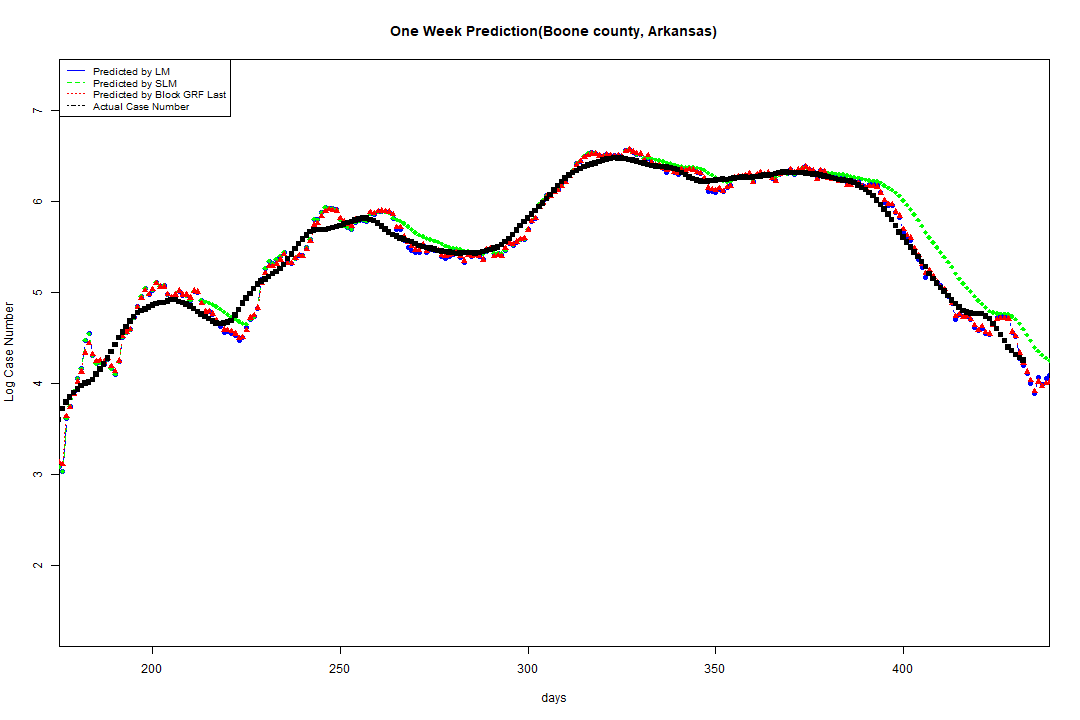 One Week Prediction(Boone county, Arkansas)
Predicted by LM
Predicted by SLM
Predicted by Block GRF Last
Actual Case Number
7
6
5
4
3
2
Log Case Number
200 250 300 350 400
days